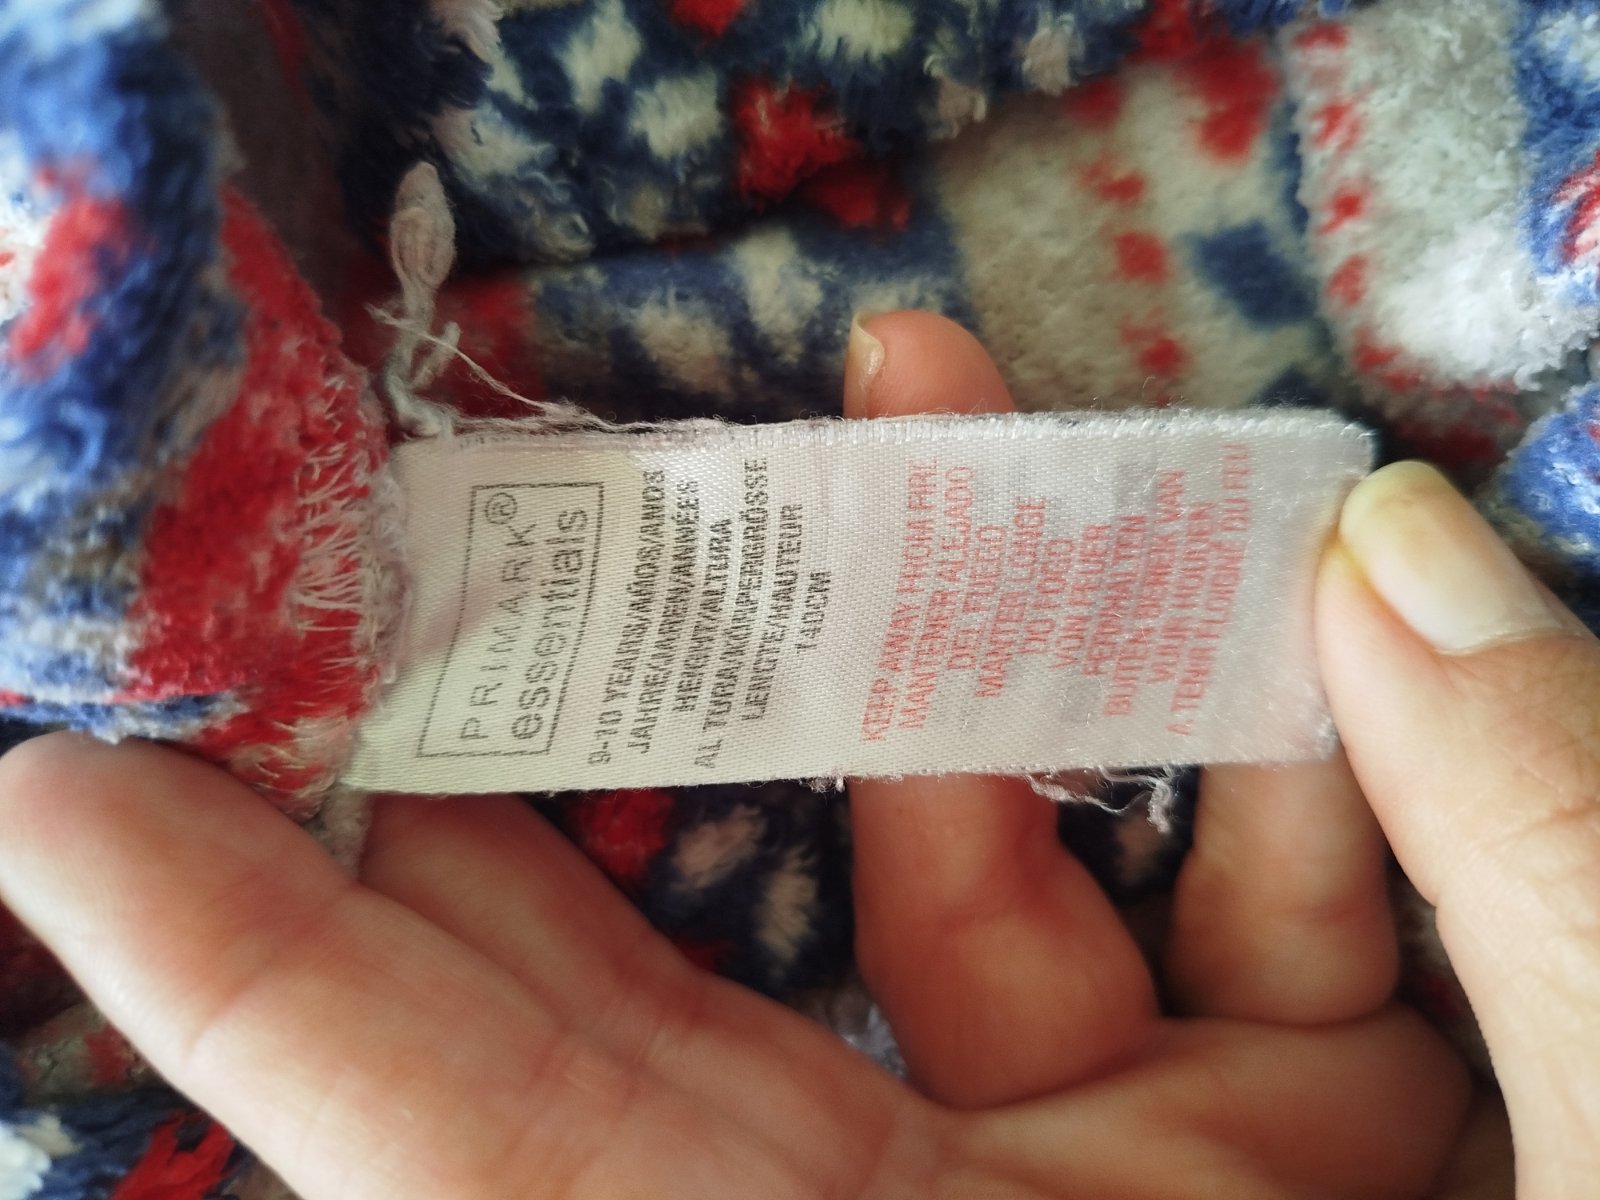 PRIMARK®
essentials
9-10 YEARS/AÑOS/ANOS
JAHRE/JAREN/ANNÉES
HEIGHT/ALTURA
ALTURA/KÖRPERGRÖSSE
LENGTE/HAUTEUR
140CM
KEEP AWAY FROM FIRE
MANTENER ALEJADO
DEL FUEGO
MANTER LONGE
DO FOGO
VON FEUER
FERNHALTEN
BUITEN BEREIK VAN
VUUR HOUDEN
A TENIR ÉLOIGNÉ DU FEU